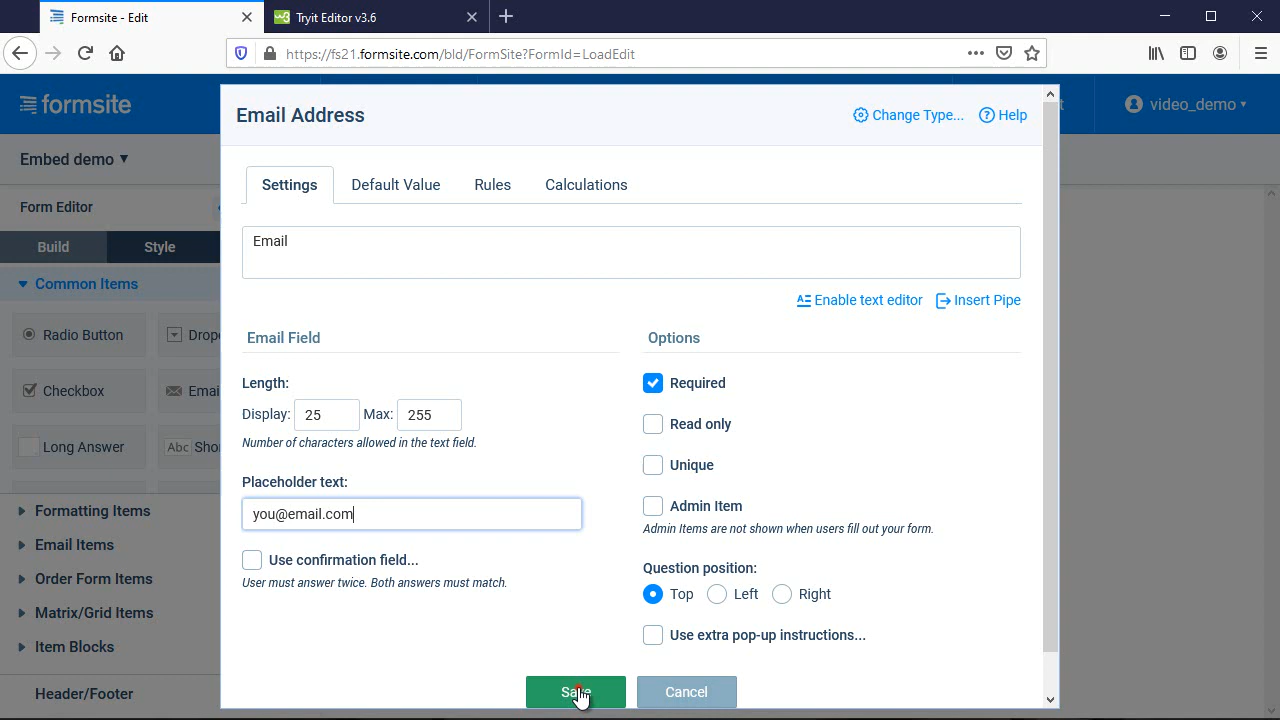 Formsite - Edit
Tryit Editor v3.6
https://fs21.formsite.com/bld/FormSite?FormId=LoadEdit
formsite
video_demo
Embed demo
Email Address
Change Type...
Help
Settings
Default Value
Rules
Calculations
Form Editor
Build
Style
Email
Common Items
Enable text editor
Insert Pipe
Radio Button
Email Field
Options
Checkbox
Length:
Required
Display: 25 Max: 255
Read only
Number of characters allowed in the text field.
Long Answer
Abc
Unique
Placeholder text:
Formatting Items
you@email.com
Admin Item
Admin Items are not shown when users fill out your form.
Email Items
Use confirmation field...
User must answer twice. Both answers must match.
Question position:
Order Form Items
Top
Left
Right
Matrix/Grid Items
Use extra pop-up instructions...
Item Blocks
Header/Footer
Save
Cancel